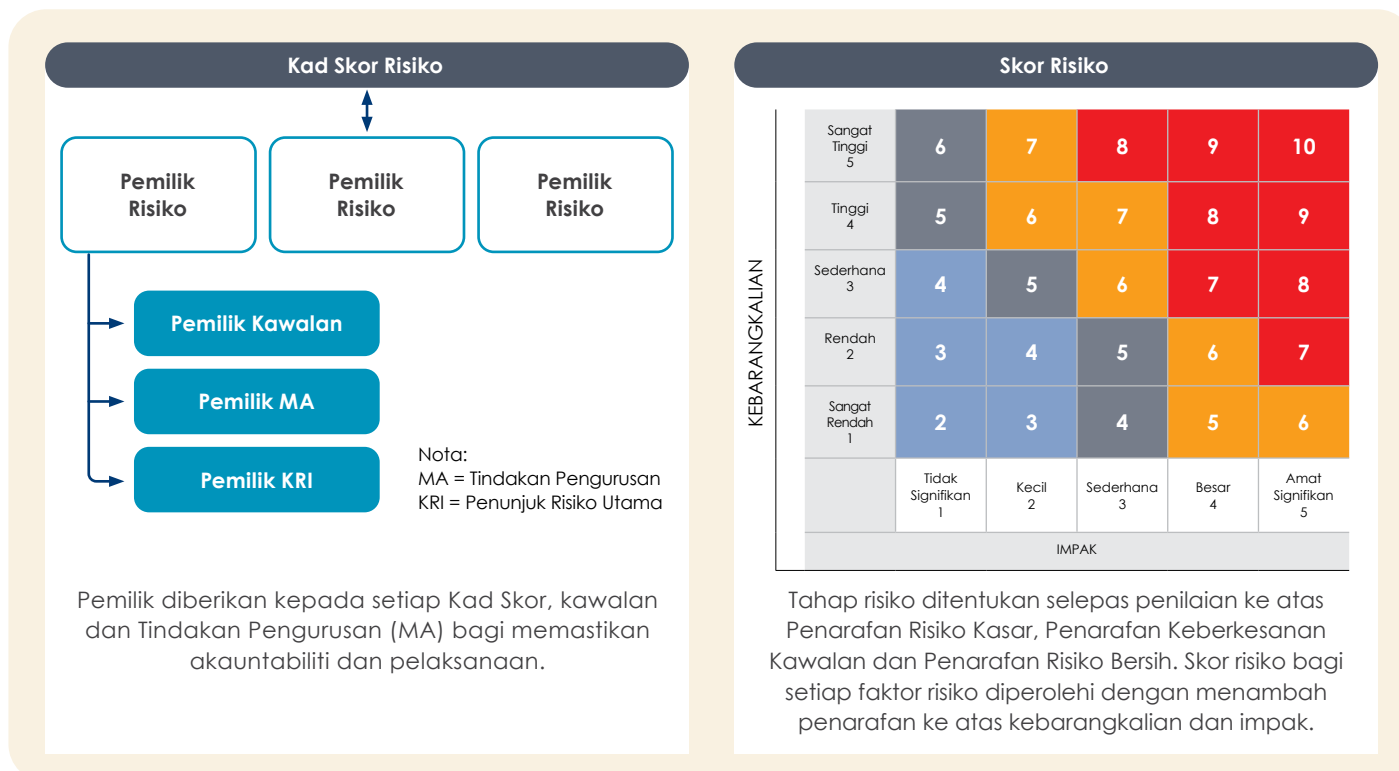 Kad Skor Risiko
Pemilik
Risiko
Pemilik
Risiko
Pemilik
Risiko
Pemilik Kawalan
Pemilik MA
Pemilik KRI
Nota:
MA = Tindakan Pengurusan
KRI = Penunjuk Risiko Utama
Pemilik diberikan kepada setiap Kad Skor, kawalan
dan Tindakan Pengurusan (MA) bagi memastikan
akauntabiliti dan pelaksanaan.
Skor Risiko
KEBARANGKALIAN
Sangat
Tinggi
5
6 7 8 9 10
Tinggi
4
5 6 7 8 9
Sederhana
3
4 5 6 7 8
Rendah
2
3 4 5 6 7
Sangat
Rendah
1
2 3 4 5 6
Tidak
Signifikan
1
Kecil
2
Sederhana
3
Besar
4
Amat
Signifikan
5
IMPAK
Tahap risiko ditentukan selepas penilaian ke atas
Penarafan Risiko Kasar, Penarafan Keberkesanan
Kawalan dan Penarafan Risiko Bersih. Skor risiko bagi
setiap faktor risiko diperolehi dengan menambah
penarafan ke atas kebarangkalian dan impak.